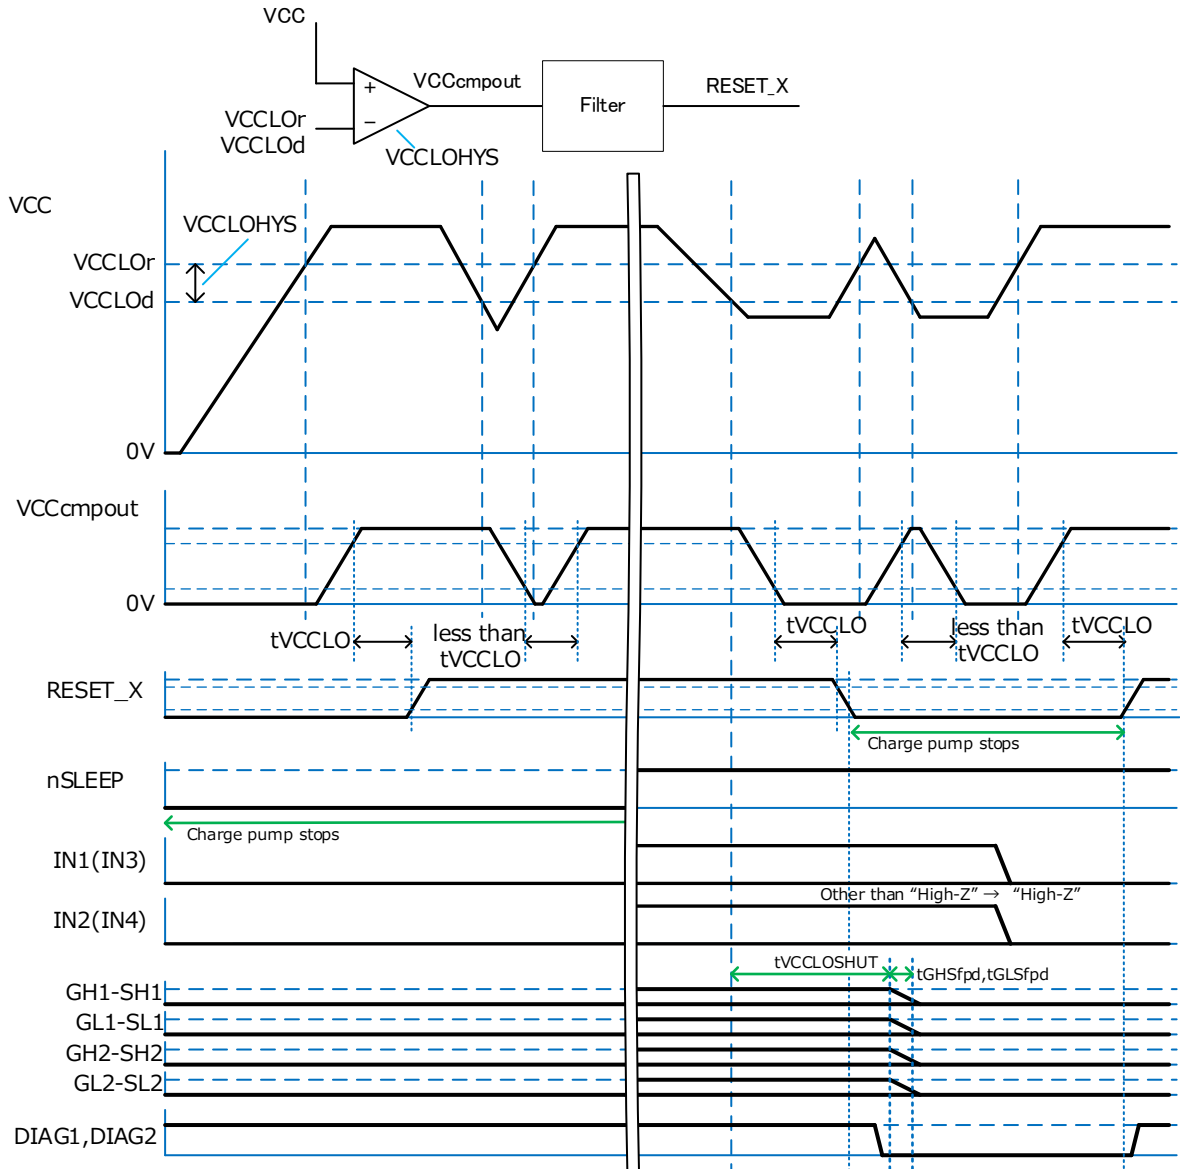 VCC
VCCcmpout
+
Filter
RESET_X
VCCLOr
−
VCCLOd
VCCLOHYS
VCC
VCCLOHYS
VCCLOr
VCCLOd
0V
VCCcmpout
0V
tVCCLO
less than
tVCCLO
tVCCLO
less than
tVCCLO
tVCCLO
RESET_X
Charge pump stops
nSLEEP
Charge pump stops
IN1(IN3)
Other than “High-Z” → “High-Z”
IN2(IN4)
tVCCLOSHUT
tGHSfpd,tGLSfpd
GH1-SH1
GL1-SL1
GH2-SH2
GL2-SL2
DIAG1,DIAG2